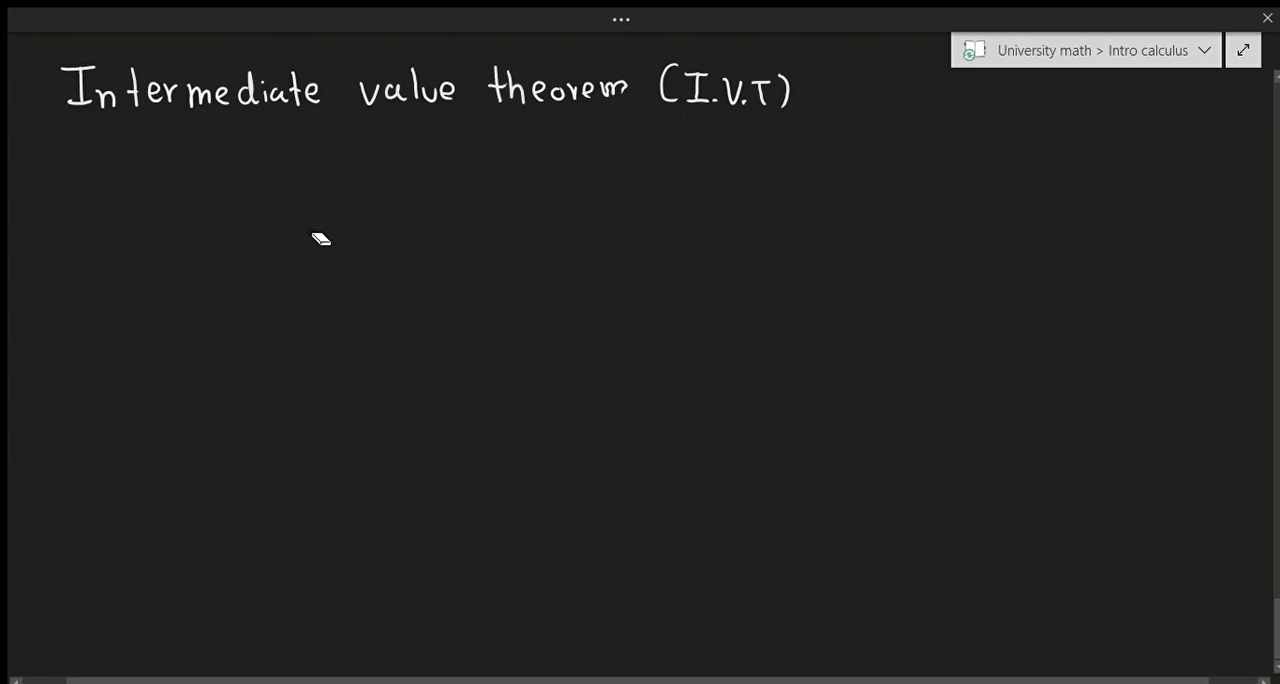 University math > Intro calculus
Intermediate value theorem (I.V.T)